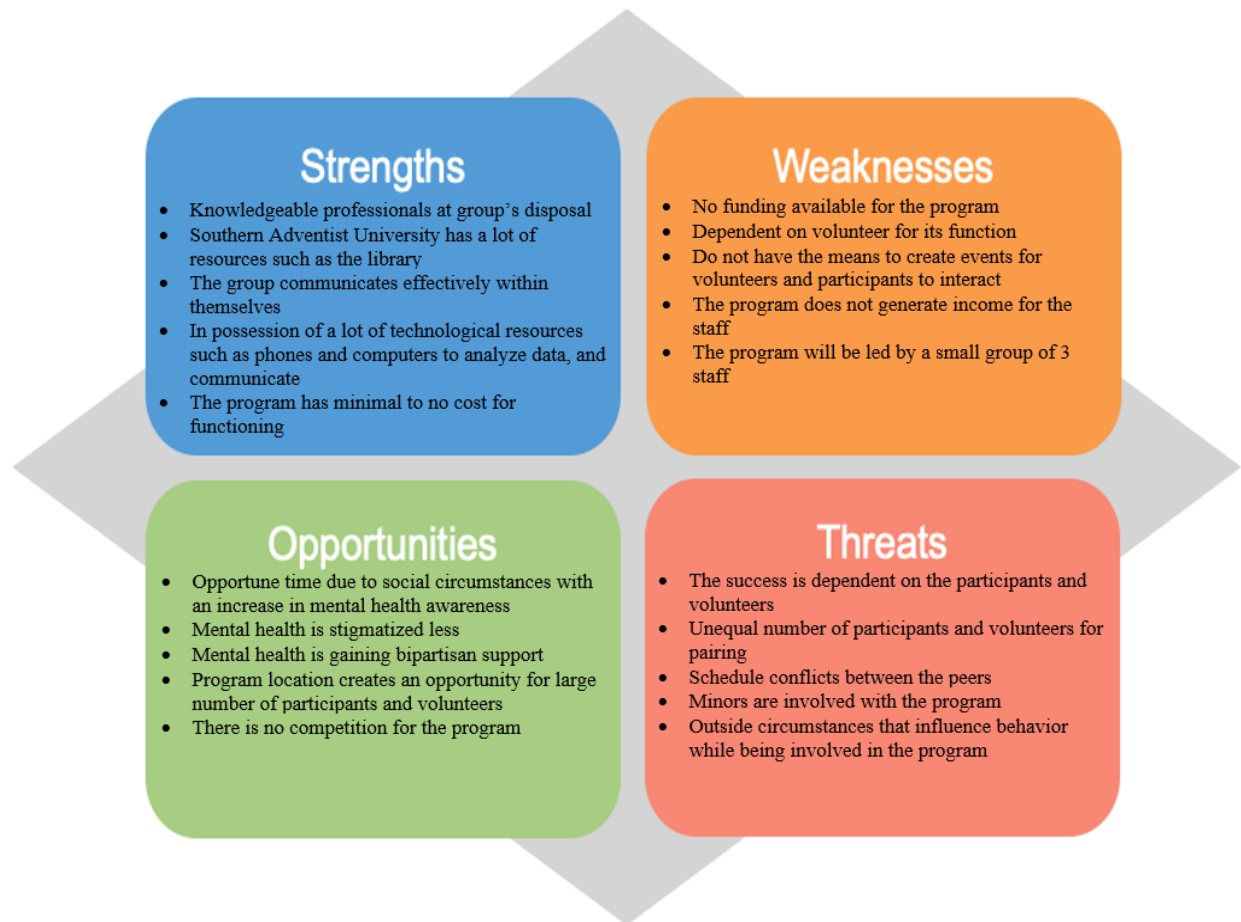 Strengths
• Knowledgeable professionals at group’s disposal
• Southern Adventist University has a lot of
resources such as the library
• The group communicates effectively within
themselves
• In possession of a lot of technological resources
such as phones and computers to analyze data, and
communicate
• The program has minimal to no cost for
functioning
Weaknesses
• No funding available for the program
• Dependent on volunteer for its function
• Do not have the means to create events for
volunteers and participants to interact
• The program does not generate income for the
staff
• The program will be led by a small group of 3
staff
Opportunities
• Opportune time due to social circumstances with
an increase in mental health awareness
• Mental health is stigmatized less
• Mental health is gaining bipartisan support
• Program location creates an opportunity for large
number of participants and volunteers
• There is no competition for the program
Threats
• The success is dependent on the participants and
volunteers
• Unequal number of participants and volunteers for
pairing
• Schedule conflicts between the peers
• Minors are involved with the program
• Outside circumstances that influence behavior
while being involved in the program